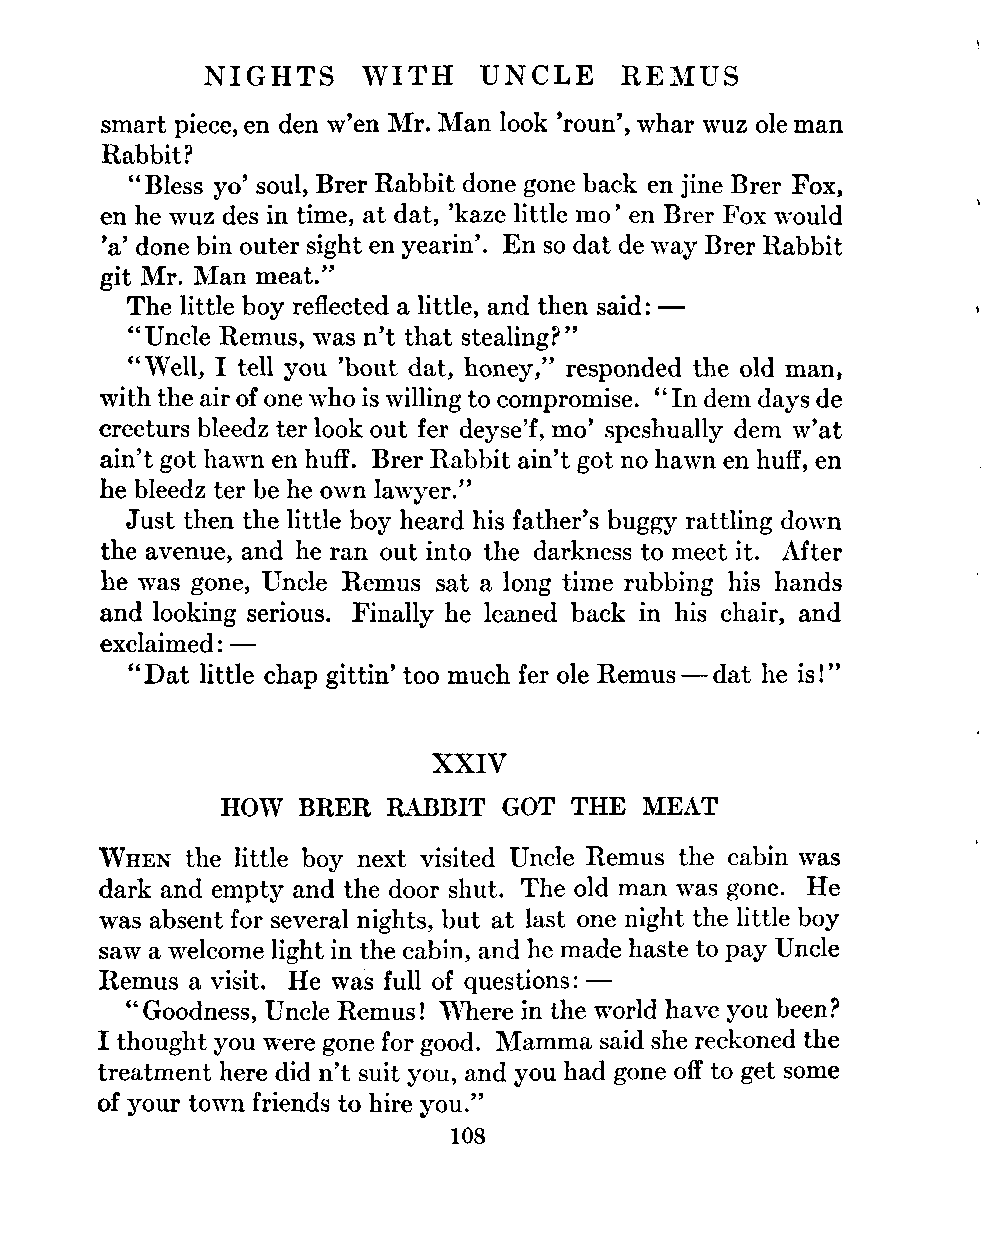 NIGHTS WITH UNCLE REMUS
smart piece, en den w'en Mr. Man look 'roun', whar wuz ole man
Rabbit?
"Bless yo' soul, Brer Rabbit done gone back en jine Brer Fox,
en he wuz des in time, at dat, 'kaze little mo' en Brer Fox would
'a' done bin outer sight en yearin'. En so dat de way Brer Rabbit
git Mr. Man meat."
The little boy reflected a little, and then said: —
"Uncle Remus, was n't that stealing?"
"Well, I tell you 'bout dat, honey," responded the old man,
with the air of one who is willing to compromise. "In dem days de
creeturs bleedz ter look out fer deyse'f, mo' speshually dem w'at
ain't got hawn en huff. Brer Rabbit ain't got no hawn en huff, en
he bleedz ter be he own lawyer."
Just then the little boy heard his father's buggy rattling down
the avenue, and he ran out into the darkness to meet it. After
he was gone, Uncle Remus sat a long time rubbing his hands
and looking serious. Finally he leaned back in his chair, and
exclaimed: —
"Dat little chap gittin' too much fer ole Remus — dat he is!"
XXIV
HOW BRER RABBIT GOT THE MEAT
WHEN the little boy next visited Uncle Remus the cabin was
dark and empty and the door shut. The old man was gone. He
was absent for several nights, but at last one night the little boy
saw a welcome light in the cabin, and he made haste to pay Uncle
Remus a visit. He was full of questions: —
"Goodness, Uncle Remus! Where in the world have you been?
I thought you were gone for good. Mamma said she reckoned the
treatment here did n't suit you, and you had gone off to get some
of your town friends to hire you."
108